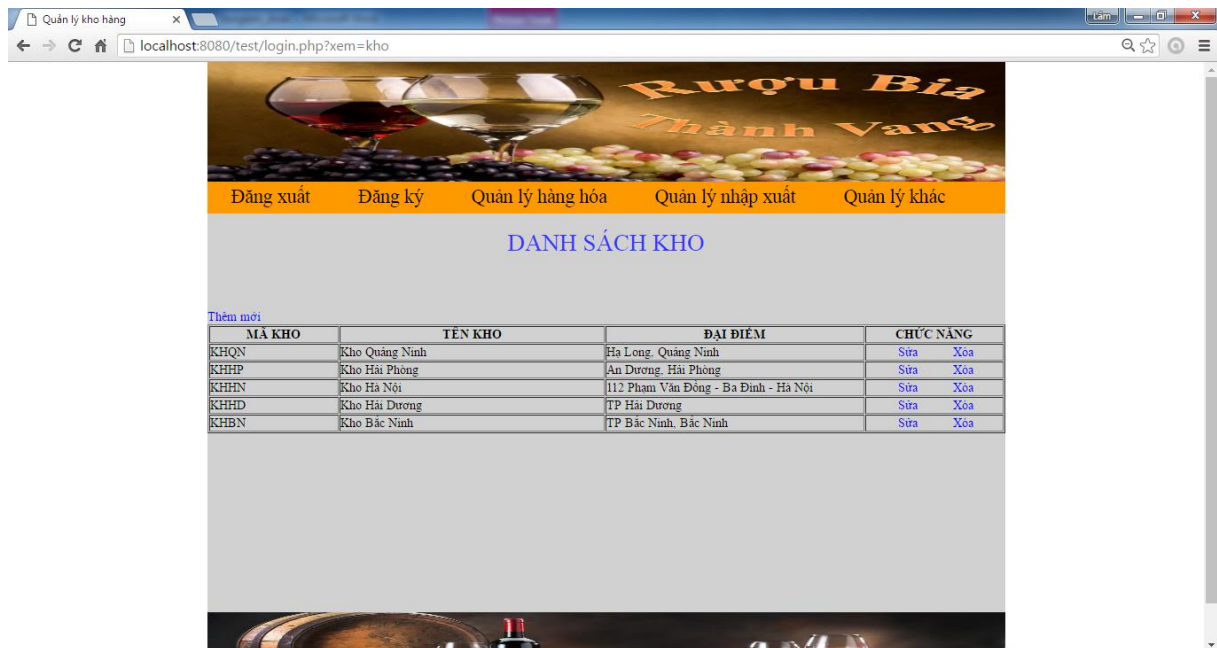 Quản lý kho hàng
Lâm
localhost:8080/test/login.php?xem=kho
Rượu Bia
Thành Vang
Đăng xuất Đăng ký Quản lý hàng hóa Quản lý nhập xuất Quản lý khác
DANH SÁCH KHO
Thêm mới
MÃ KHO TÊN KHO ĐẠI ĐIỂM CHỨC NĂNG
KHQN Kho Quảng Ninh Hạ Long, Quảng Ninh Sửa Xóa
KHHP Kho Hải Phòng An Dương, Hải Phòng Sửa Xóa
KHHN Kho Hà Nội 112 Phạm Văn Đồng - Ba Đình - Hà Nội Sửa Xóa
KHHD Kho Hải Dương TP Hải Dương Sửa Xóa
KHBN Kho Bắc Ninh TP Bắc Ninh, Bắc Ninh Sửa Xóa